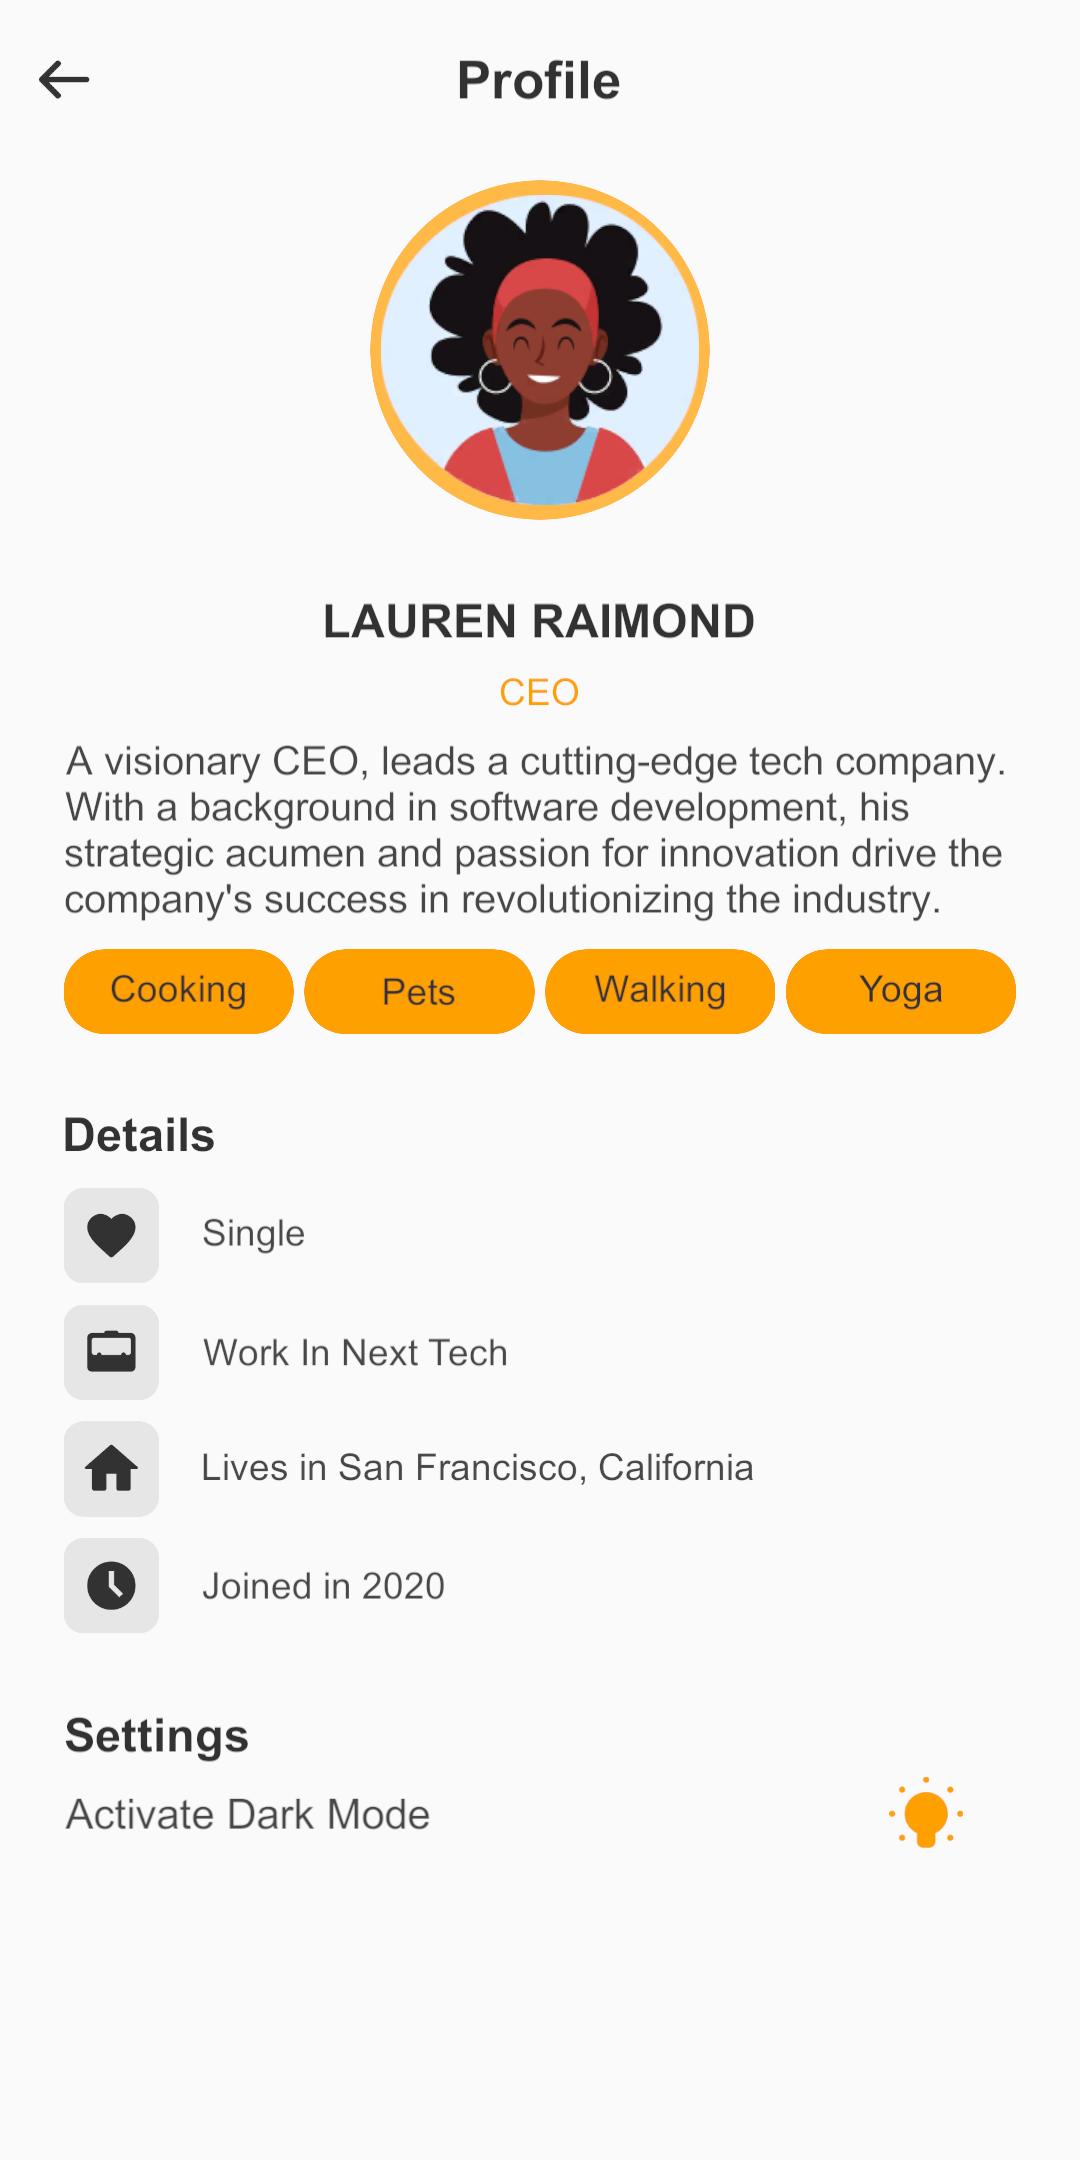 Profile
LAUREN RAIMOND
CEO
A visionary CEO, leads a cutting-edge tech company.
With a background in software development, his
strategic acumen and passion for innovation drive the
company's success in revolutionizing the industry.
Cooking Pets Walking Yoga
Details
Single
Work In Next Tech
Lives in San Francisco, California
Joined in 2020
Settings
Activate Dark Mode